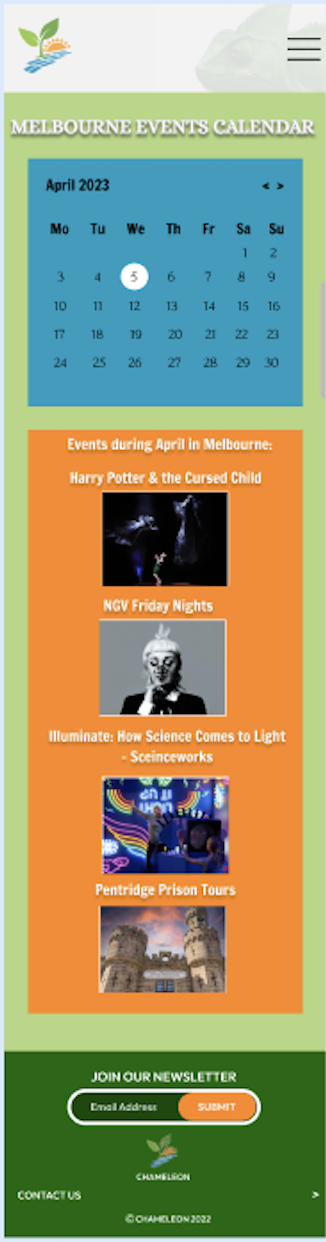 MELBOURNE EVENTS CALENDAR
April 2023 < >
Mo Tu We Th Fr Sa Su
1 2
3 4 5 6 7 8 9
10 11 12 13 14 15 16
17 18 19 20 21 22 23
24 25 26 27 28 29 30
Events during April in Melbourne:
Harry Potter & the Cursed Child
NGV Friday Nights
Illuminate: How Science Comes to Light
- Sceinceworks
Pentridge Prison Tours
JOIN OUR NEWSLETTER
Email Address SUBMIT
CHAMELEON
CONTACT US >
© CHAMELEON 2022